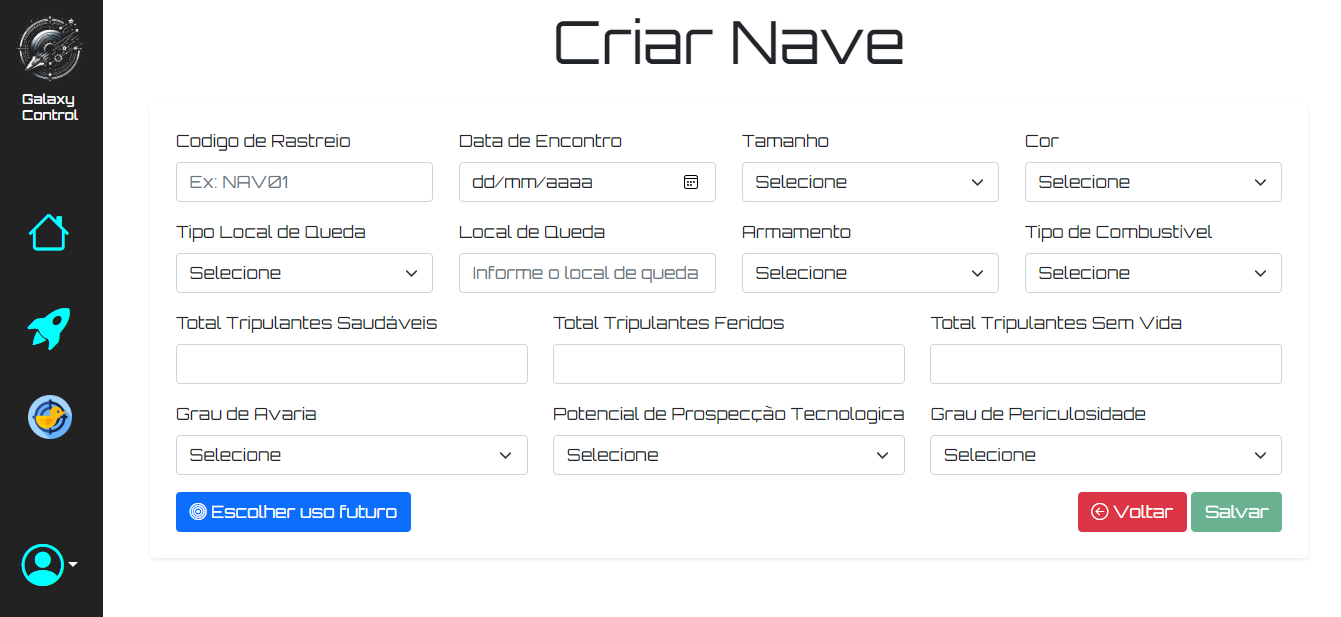 Galaxy
Control
Criar Nave
Codigo de Rastreio Data de Encontro Tamanho Cor
Ex: NAV01 dd/mm/aaaa Selecione Selecione
Tipo Local de Queda Local de Queda Armamento Tipo de Combustivel
Selecione Informe o local de queda Selecione Selecione
Total Tripulantes Saudáveis Total Tripulantes Feridos Total Tripulantes Sem Vida
Grau de Avaria Potencial de Prospecção Tecnologica Grau de Periculosidade
Selecione Selecione Selecione
Escolher uso futuro Voltar Salvar